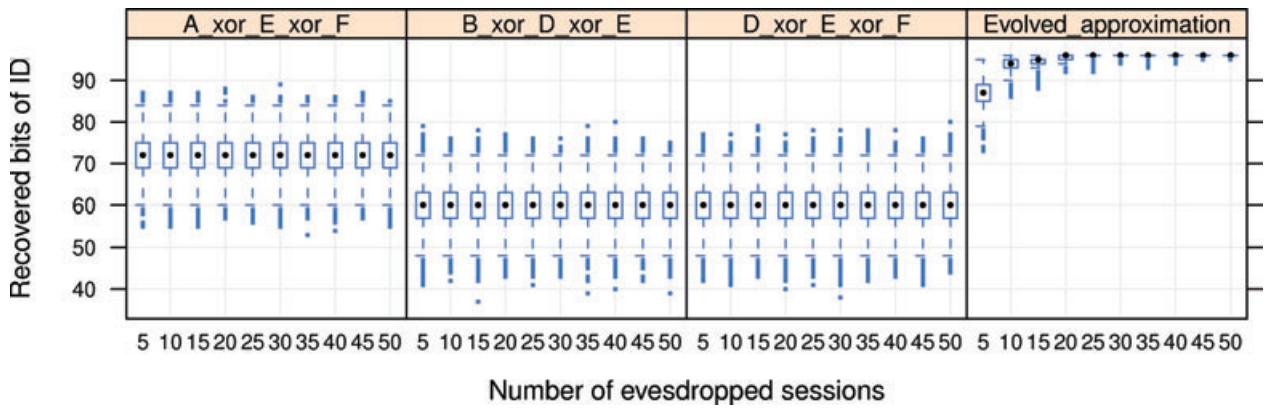 A_xor_E_xor_F B_xor_D_xor_E D_xor_E_xor_F Evolved_approximation
Recovered bits of ID
90
80
70
60
50
40
5 10 15 20 25 30 35 40 45 50 5 10 15 20 25 30 35 40 45 50 5 10 15 20 25 30 35 40 45 50 5 10 15 20 25 30 35 40 45 50
Number of evesdropped sessions